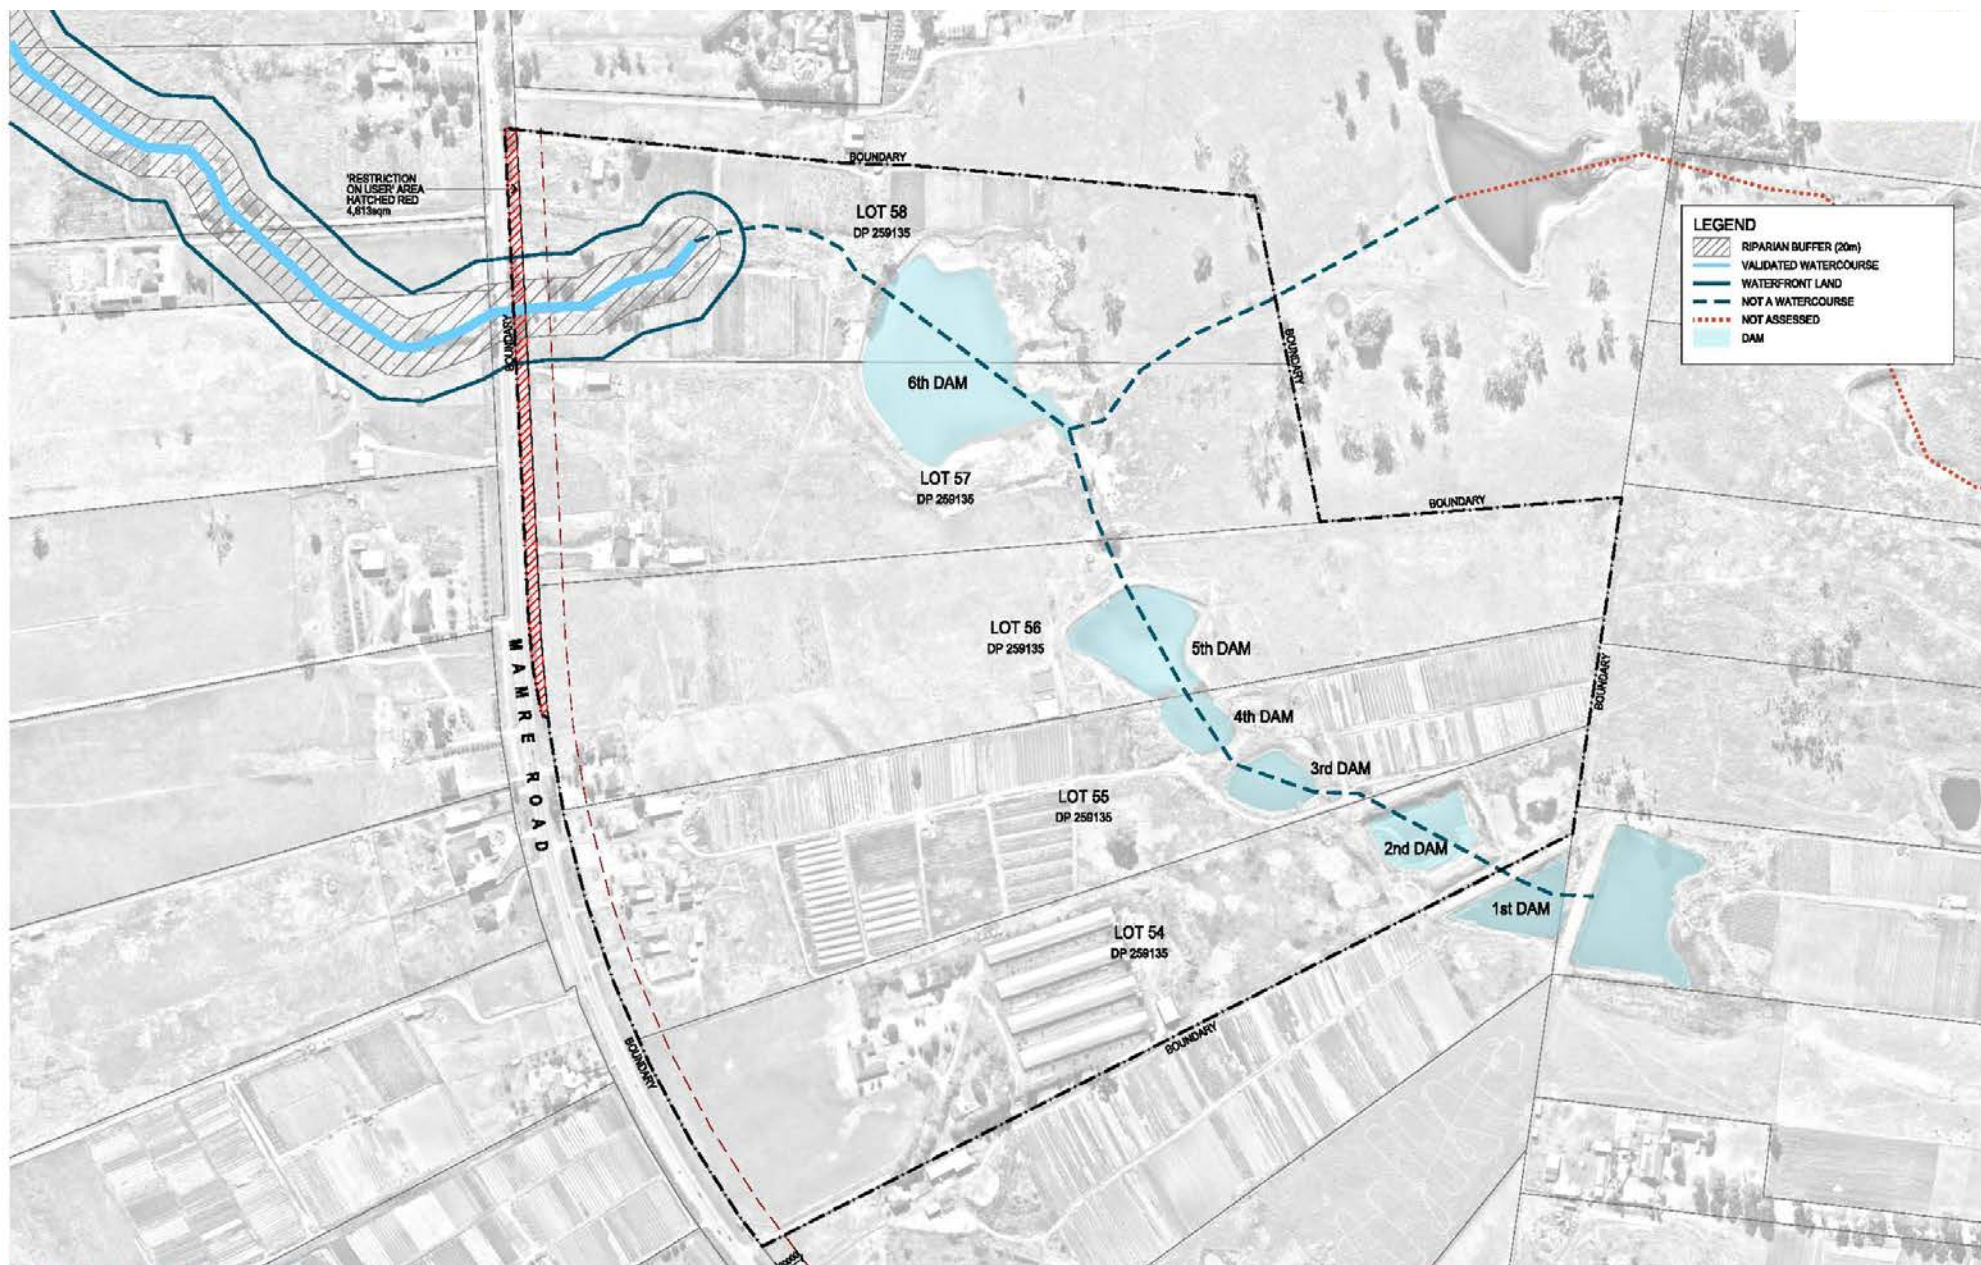 BOUNDARY
'RESTRICTION
ON USER' AREA
HATCHED RED
4,613sqm
LOT 58
DP 259135
LEGEND
RIPARIAN BUFFER (20m)
VALIDATED WATERCOURSE
WATERFRONT LAND
NOT A WATERCOURSE
NOT ASSESSED
DAM
BOUNDARY
BOUNDARY
6th DAM
LOT 57
DP 259135
BOUNDARY
LOT 56
DP 259135
5th DAM
BOUNDARY
4th DAM
MAMRE ROAD
3rd DAM
LOT 55
DP 259135
2nd DAM
1st DAM
LOT 54
DP 259135
BOUNDARY
BOUNDARY